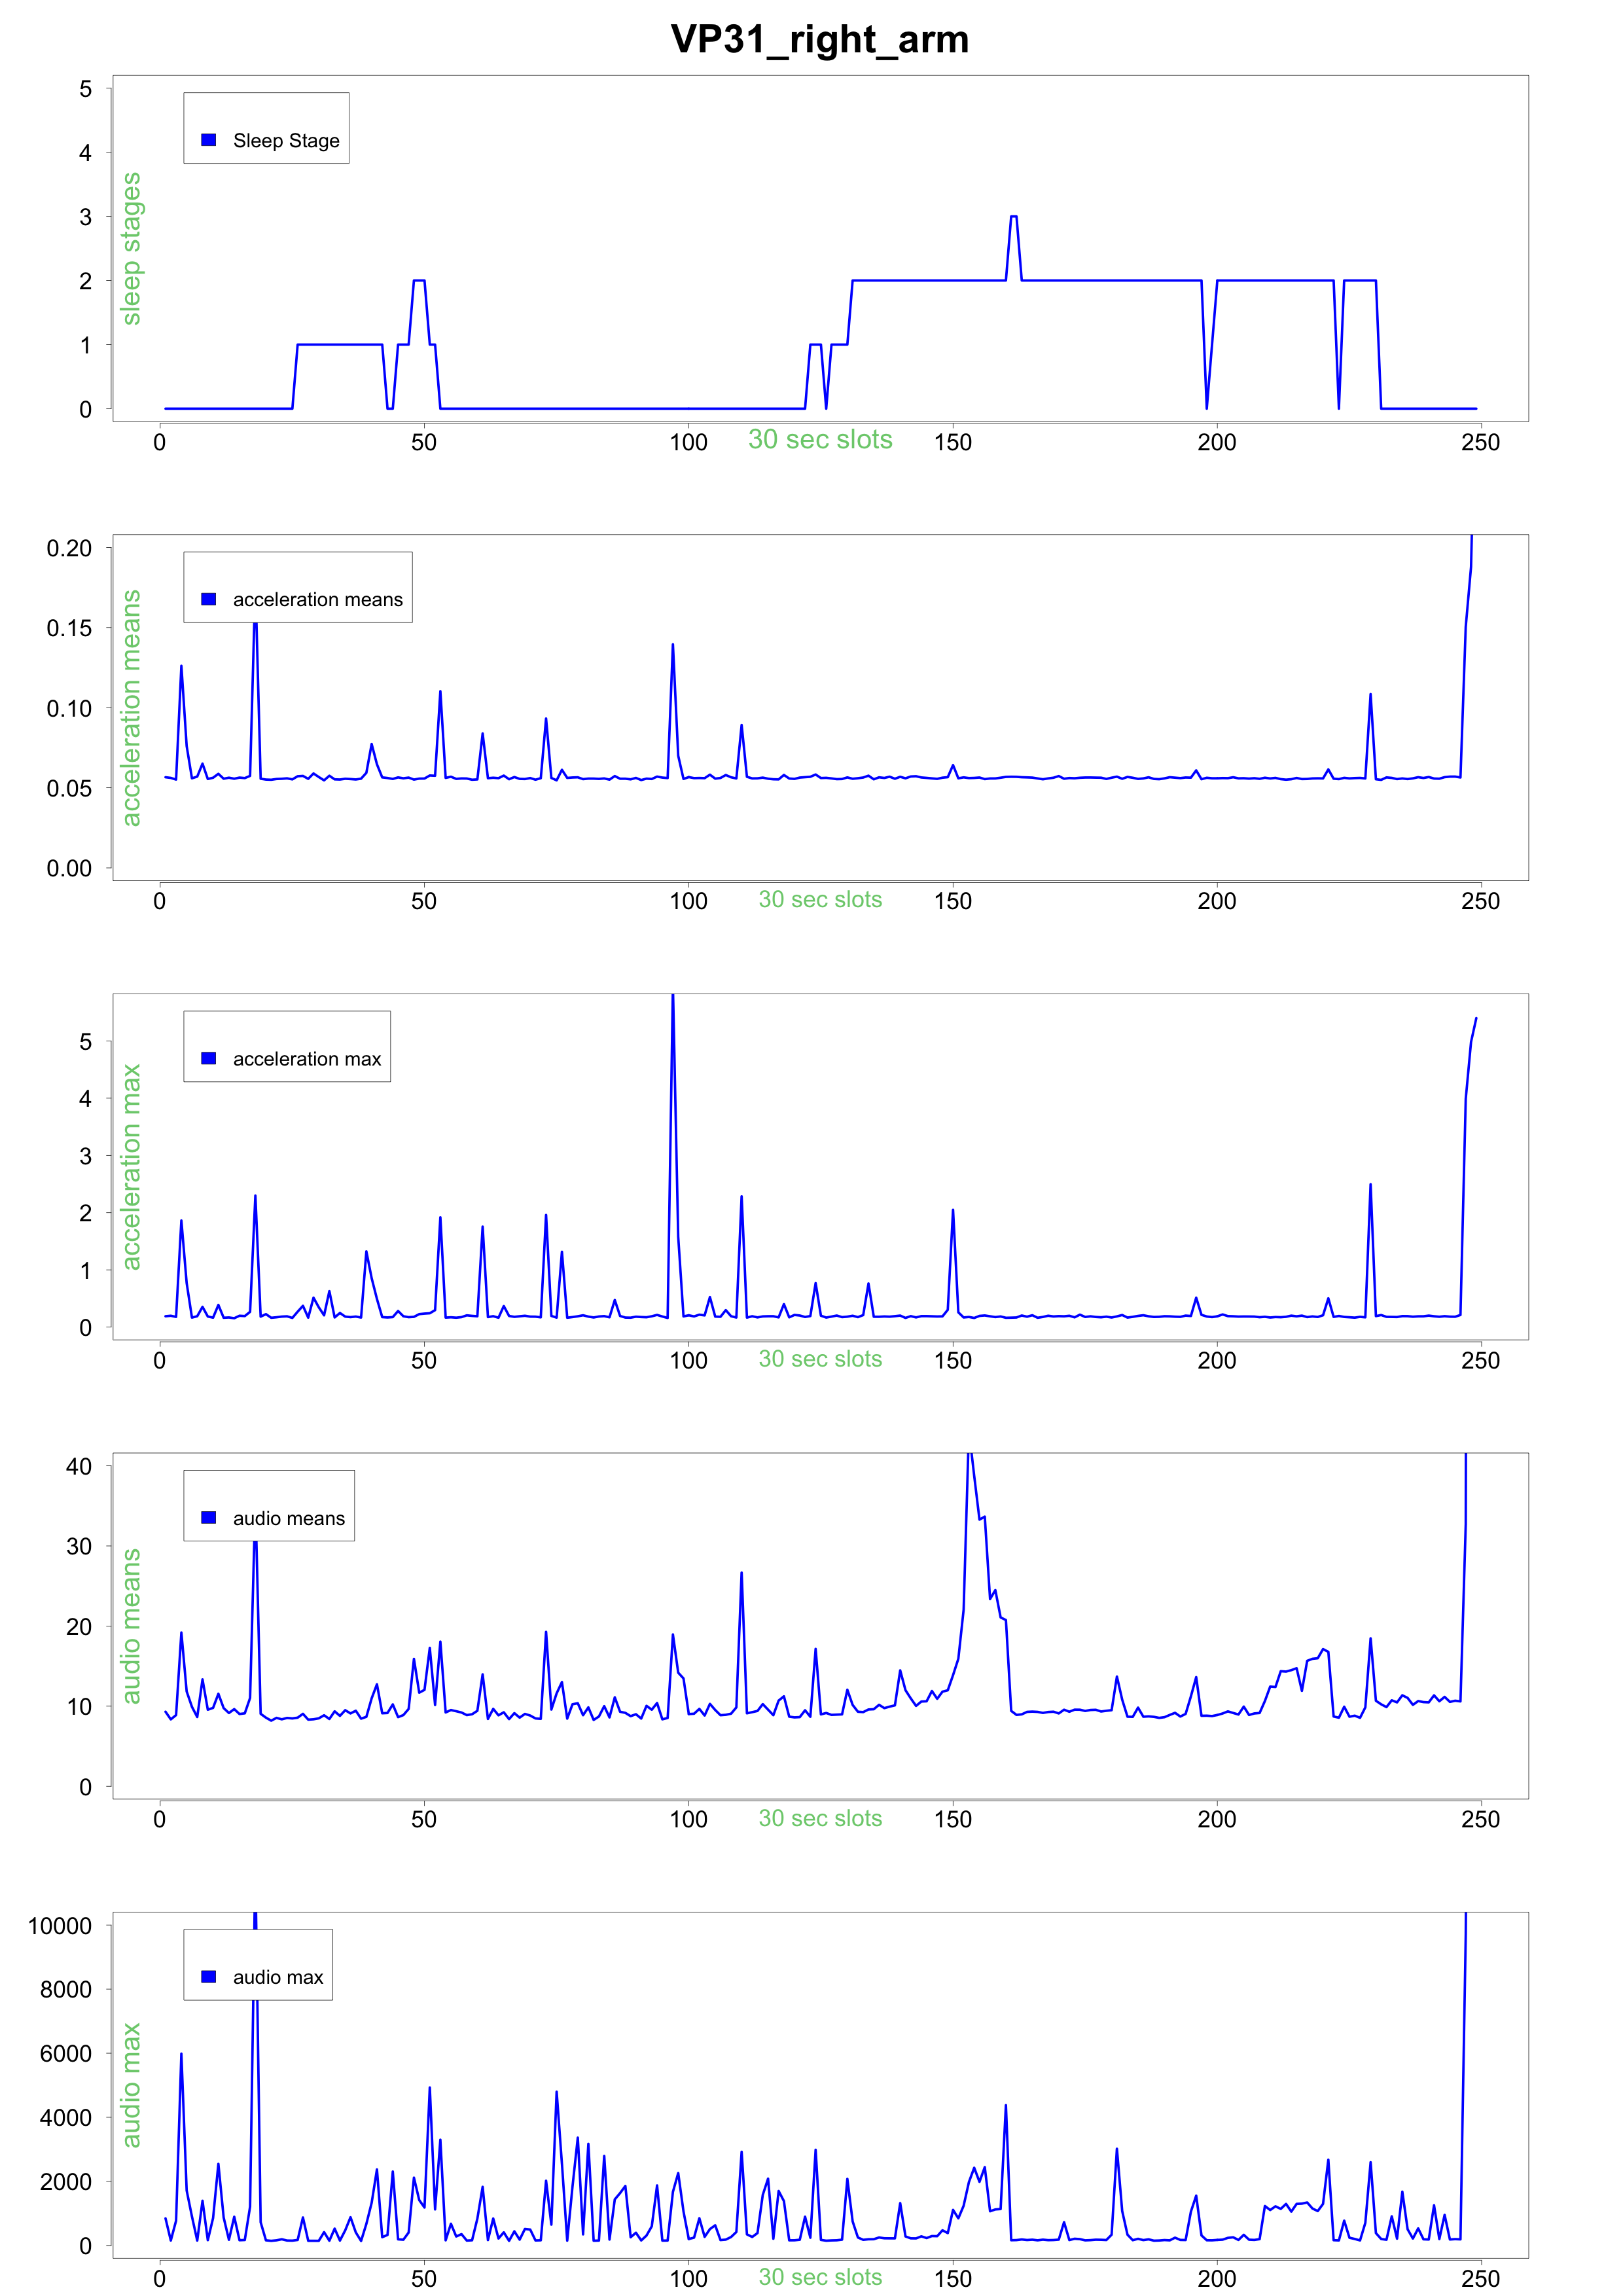 VP31_right_arm
5
Sleep Stage
4
3
2
1
0
sleep stages
0 50 100 150 200 250
30 sec slots
0.20
acceleration means
0.15
0.10
0.05
0.00
acceleration means
0 50 100 150 200 250
30 sec slots
acceleration max
5
4
3
2
1
0
acceleration max
0 50 100 150 200 250
30 sec slots
40
audio means
30
20
10
0
audio means
0 50 100 150 200 250
30 sec slots
10000
audio max
8000
6000
4000
2000
0
audio max
0 50 100 150 200 250
30 sec slots